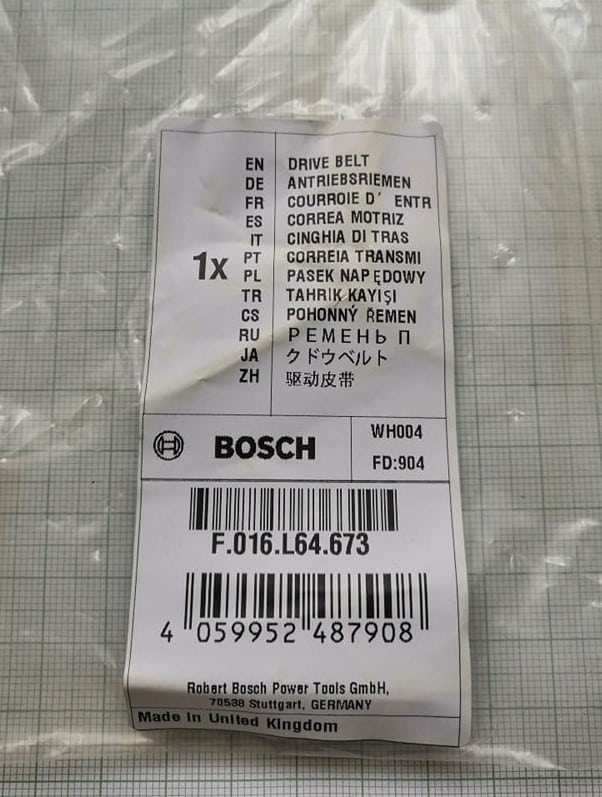 1x
EN DRIVE BELT
DE ANTRIEBSRIEMEN
FR COURROIE D' ENTR
ES CORREA MOTRIZ
IT CINGHIA DI TRAS
PT CORREIA TRANSMI
PL PASEK NAPĘDOWY
TR TAHRİK KAYIŞI
CS POHONNÝ ŘEMEN
RU РЕМЕНЬ П
JA クドウベルト
ZH 驱动皮带
BOSCH
WH004
FD:904
F.016.L64.673
4 059952 487908
Robert Bosch Power Tools GmbH,
70538 Stuttgart, GERMANY
Made in United Kingdom